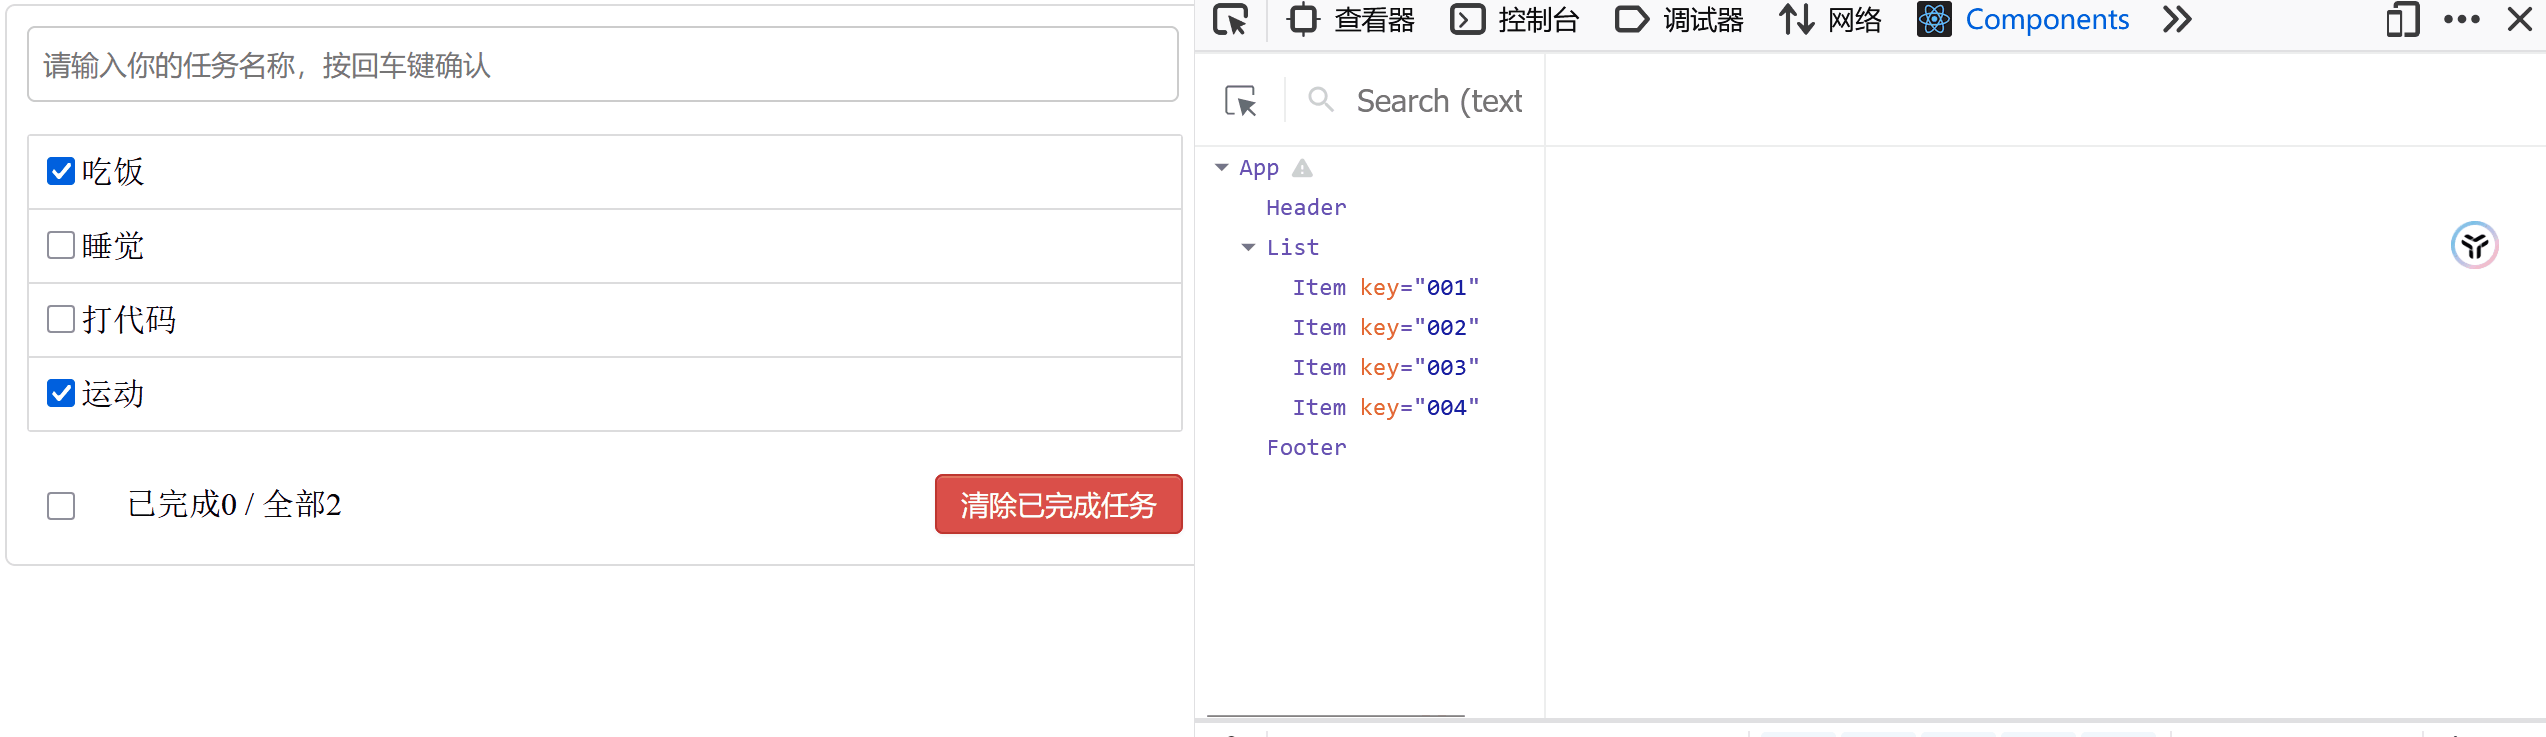 请输入你的任务名称，按回车键确认
吃饭
睡觉
打代码
运动
已完成0 / 全部2
清除已完成任务
查看器 控制台 调试器 网络 Components
Search (text
App
Header
List
Item key="001"
Item key="002"
Item key="003"
Item key="004"
Footer